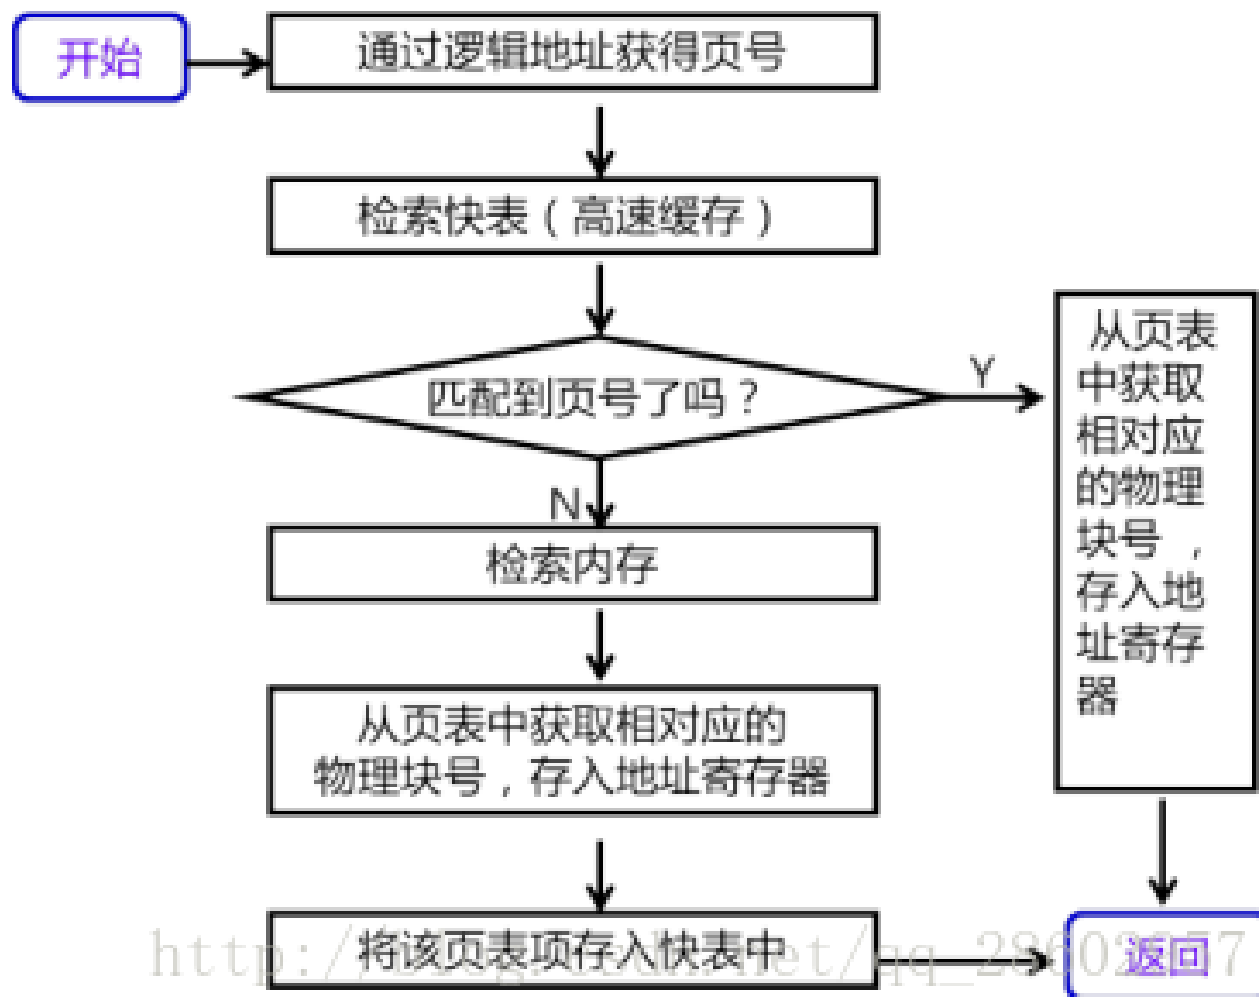 开始
通过逻辑地址获得页号
检索快表（高速缓存）
匹配到页号了吗？
Y
从页表
中获取
相对应
的物理
块号，
存入地
址寄存
器
N
检索内存
从页表中获取相对应的
物理块号，存入地址寄存器
将该页表项存入快表中
返回